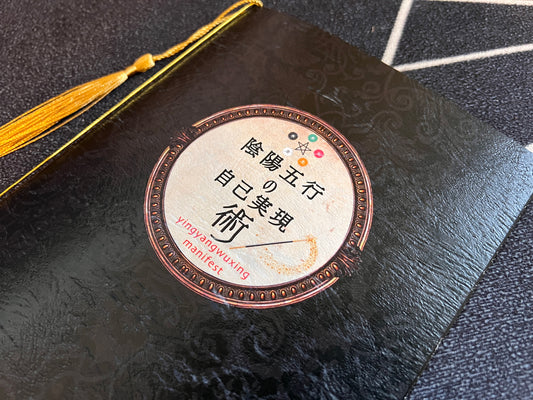 陰陽五行
の
自己実現
術
yingyangwuxing
manifest